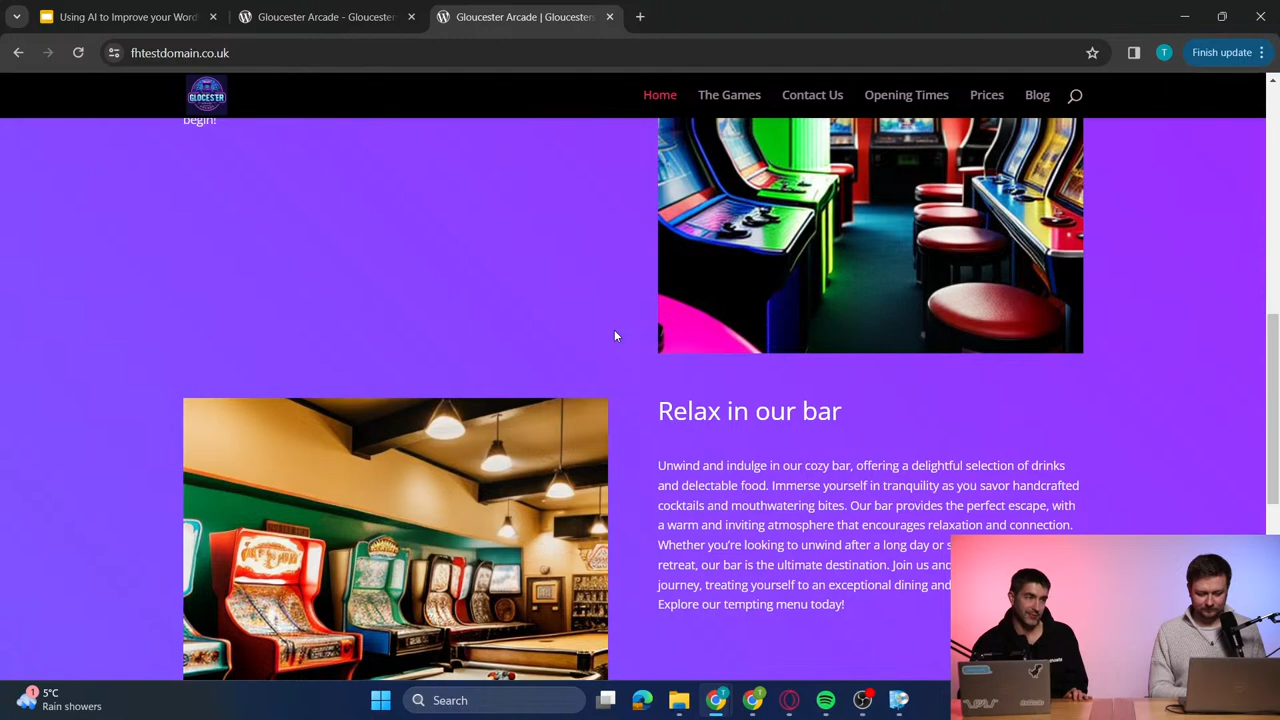 Using AI to Improve your Word
Gloucester Arcade - Glouceste
Gloucester Arcade | Gloucesters
fhtestdomain.co.uk
T
Finish update
GLOCESTER
Home
The Games
Contact Us
Opening Times
Prices
Blog
begin!
Relax in our bar
Unwind and indulge in our cozy bar, offering a delightful selection of drinks
and delectable food. Immerse yourself in tranquility as you savor handcrafted
cocktails and mouthwatering bites. Our bar provides the perfect escape, with
a warm and inviting atmosphere that encourages relaxation and connection.
Whether you're looking to unwind after a long day or s
retreat, our bar is the ultimate destination. Join us and
journey, treating yourself to an exceptional dining and
Explore our tempting menu today!
1
5°C
Rain showers
Search